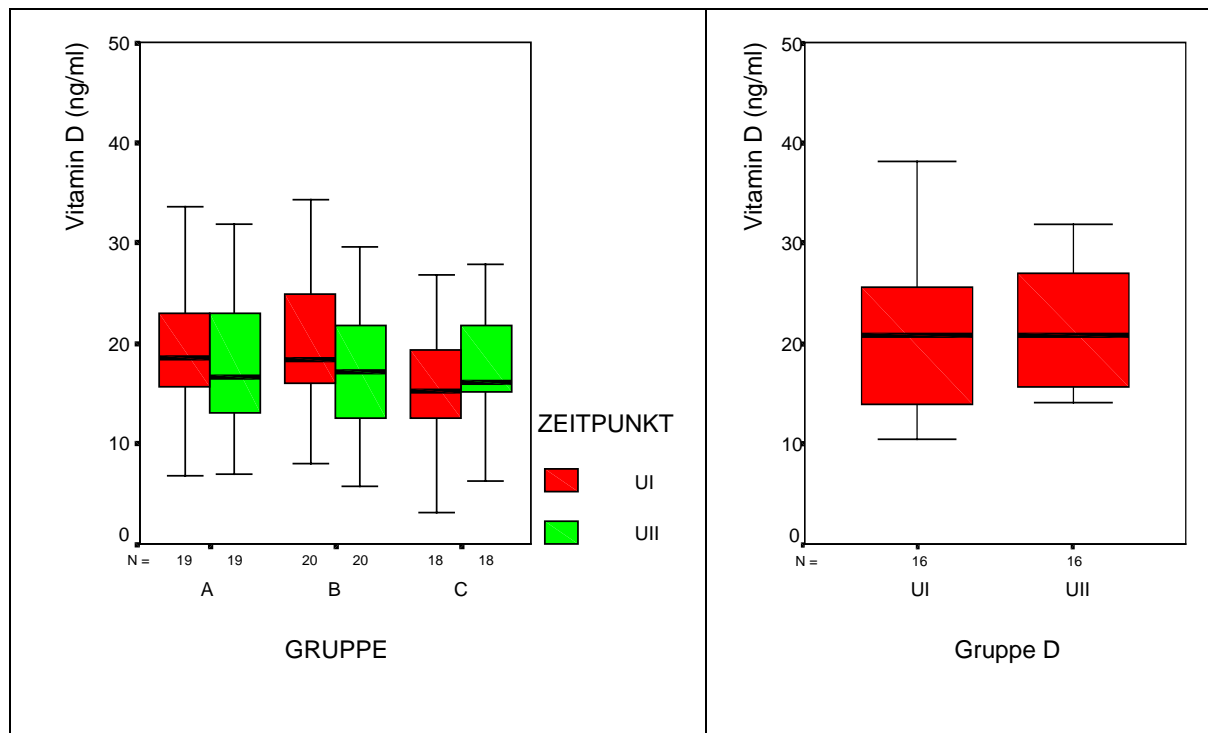 Vitamin D (ng/ml)
50
40
30
20
10
0
N = 19 19 20 20 18 18
A B C
GRUPPE
ZEITPUNKT
UI
UII
Vitamin D (ng/ml)
50
40
30
20
10
0
N = 16 16
UI UII
Gruppe D